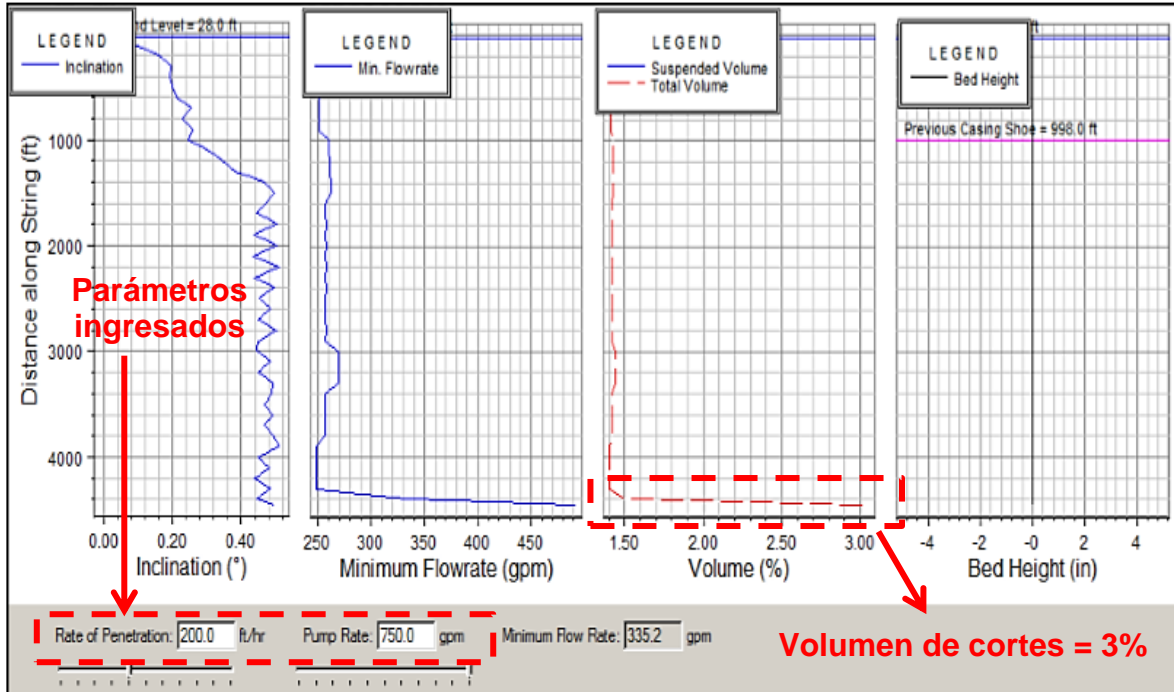 nd Level = 28.0 ft
LEGEND
Inclination
LEGEND
Min. Flowrate
LEGEND
Suspended Volume
Total Volume
ft
LEGEND
Bed Height
Previous Casing Shoe = 998.0 ft
Distance along String (ft)
1000
2000
3000
4000
Parámetros
ingresados
0.00 0.20 0.40
Inclination (°)
250 300 350 400 450
Minimum Flowrate (gpm)
1.50 2.00 2.50 3.00
Volume (%)
-4 -2 -0 2 4
Bed Height (in)
Rate of Penetration: 200.0 ft/hr Pump Rate: 750.0 gpm Minimum Flow Rate: 335.2 gpm
Volumen de cortes = 3%